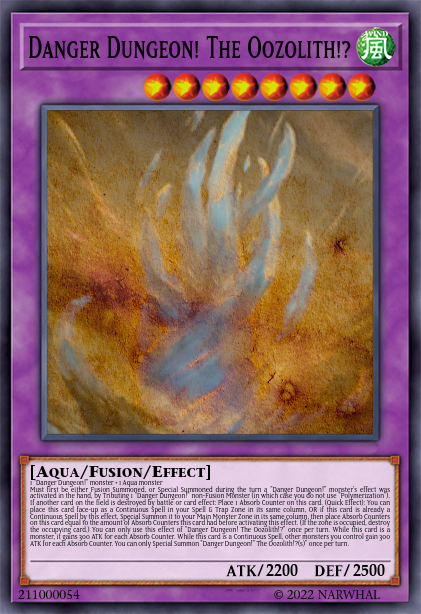 Danger Dungeon! The Oozolith!?
WIND
風
[Aqua/Fusion/Effect]
1 "Danger Dungeon!" monster + 1 Aqua monster
Must first be either Fusion Summoned, or Special Summoned during the turn a "Danger Dungeon!" monster's effect was
activated in the hand, by Tributing 1 "Danger Dungeon!" non-Fusion Monster (in which case you do not use "Polymerization").
If another card on the field is destroyed by battle or card effect: Place 1 Absorb Counter on this card. (Quick Effect): You can
place this card face-up as a Continuous Spell in your Spell & Trap Zone in its same column, OR if this card is already a
Continuous Spell by this effect, Special Summon it to your Main Monster Zone in its same column, then place Absorb Counters
on this card equal to the amount of Absorb Counters this card had before activating this effect. (If the zone is occupied, destroy
the occupying card.) You can only use this effect of "Danger Dungeon! The Oozolith!?" once per turn. While this card is a
monster, it gains 300 ATK for each Absorb Counter. While this card is a Continuous Spell, other monsters you control gain 300
ATK for each Absorb Counter. You can only Special Summon "Danger Dungeon!" The Oozolith!?(s)" once per turn.
ATK/2200 DEF/2500
211000054 © 2022 NARWHAL